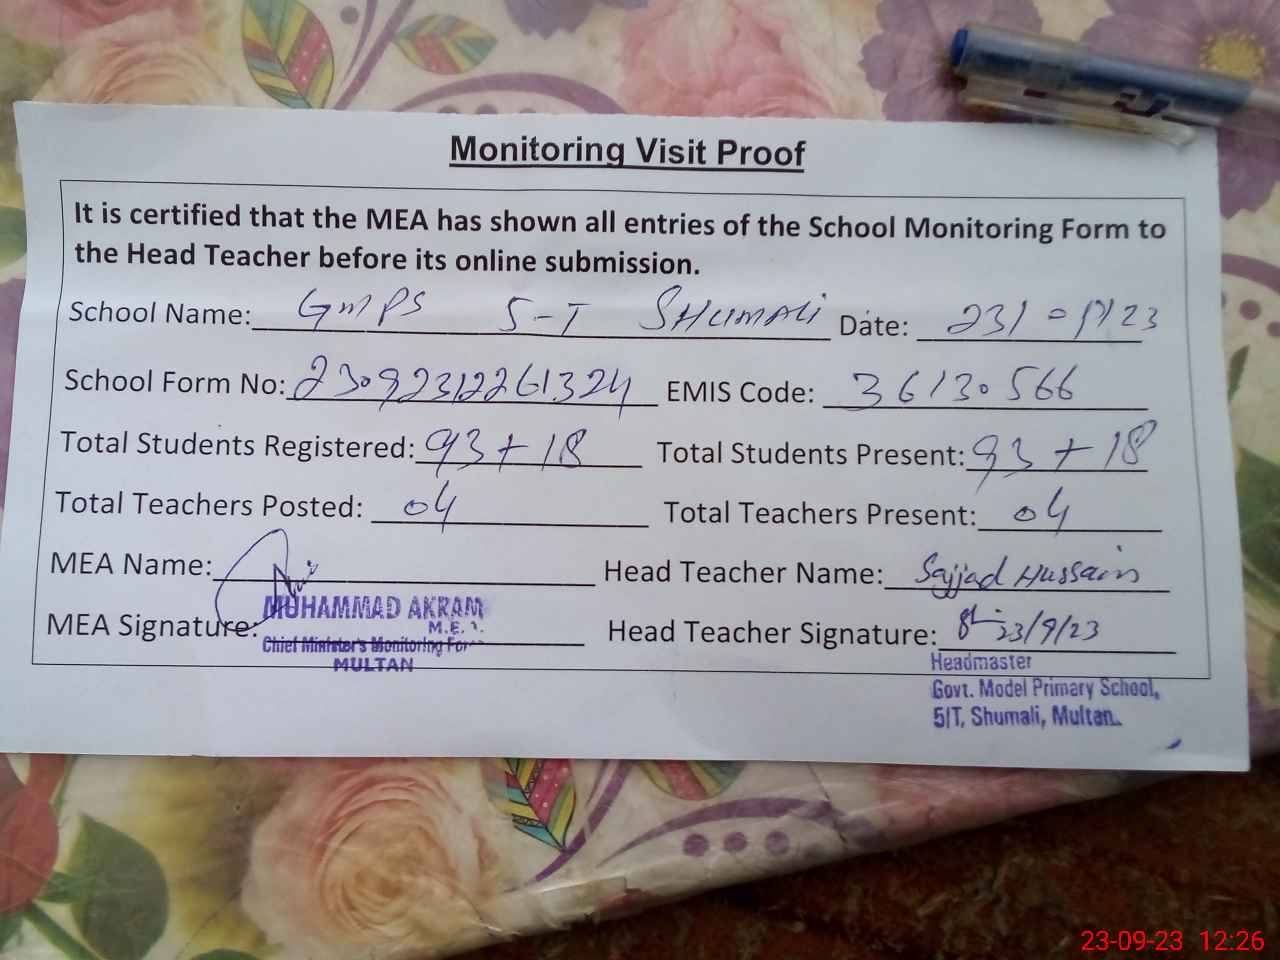 Monitoring Visit Proof
It is certified that the MEA has shown all entries of the School Monitoring Form to
the Head Teacher before its online submission.
School Name: GMPS 5-T SHUMALi Date: 23/09/23
School Form No: 23092312261324 EMIS Code: 36130566
Total Students Registered: 93+18 Total Students Present: 93+18
Total Teachers Posted: 04 Total Teachers Present: 04
MEA Name: Head Teacher Name: Sajjad Hussain
MUHAMMAD AKRAM
MEA Signature: Head Teacher Signature: 23/9/23
M.E.
Chief Minister's Monitoring
MULTAN
Headmaster
Govt. Model Primary School,
5/T, Shumali, Multan.
23-09-23 12:26